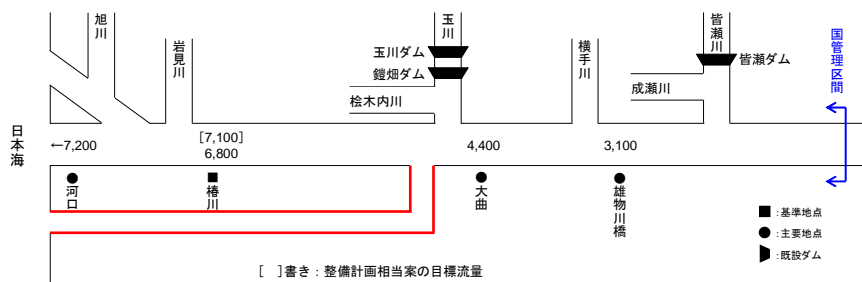 旭川
岩見川
玉川
玉川ダム
鎧畑ダム
桧木内川
横手川
皆瀬川
皆瀬ダム
成瀬川
国管理区間
日本海
←7,200
[7,100]
6,800
4,400
3,100
河口
椿川
大曲
雄物川橋
■ :基準地点
● :主要地点
:既設ダム
[ ]書き:整備計画相当案の目標流量